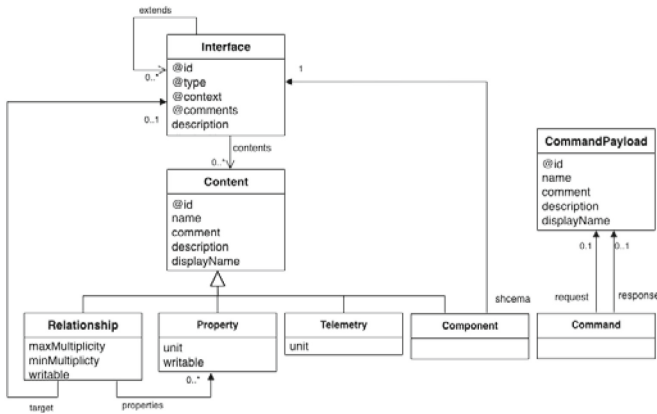 extends
Interface
@id
@type
@context
@comments
description
0..*
1
0..1
contents
0..*
Content
@id
name
comment
description
displayName
CommandPayload
@id
name
comment
description
displayName
0.1
0..1
request
response
shcema
Relationship
maxMultiplicity
minMultiplicty
writable
Property
unit
writable
Telemetry
unit
Component
Command
0..*
target
properties